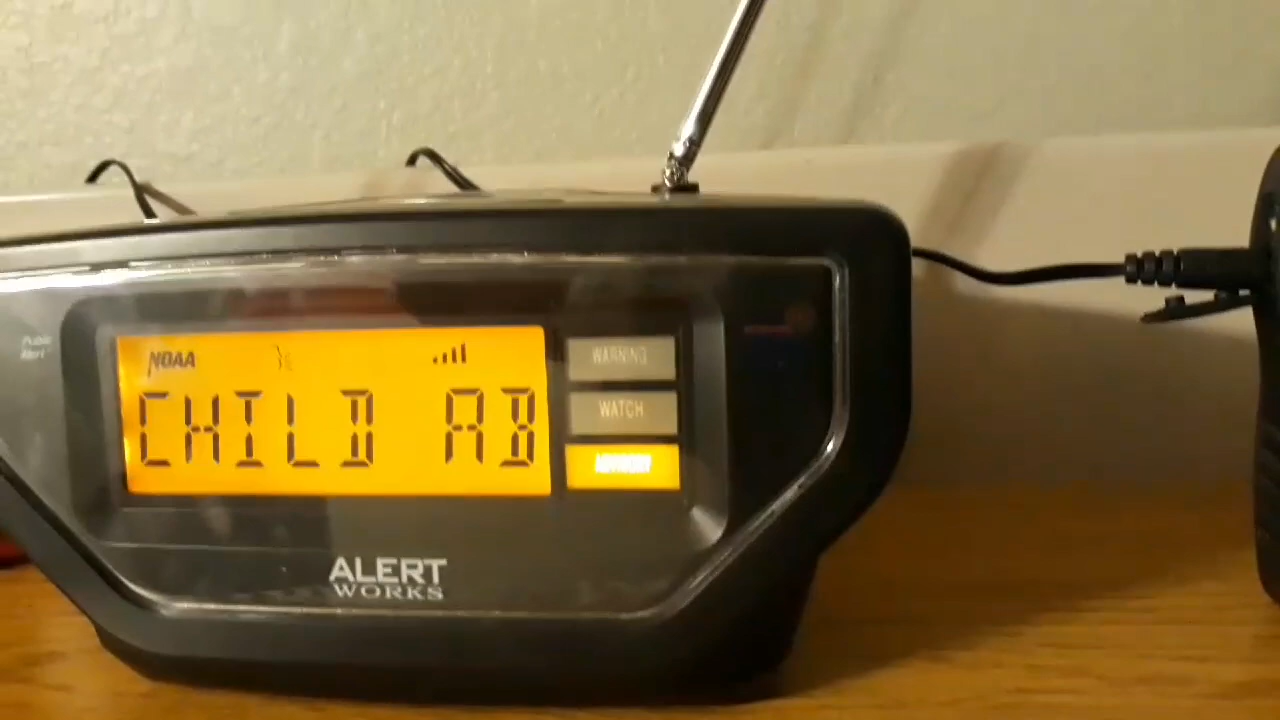 Public
Alert
NOAA
CHILD AB
WARNING
WATCH
ADVISORY
ALERT
WORKS